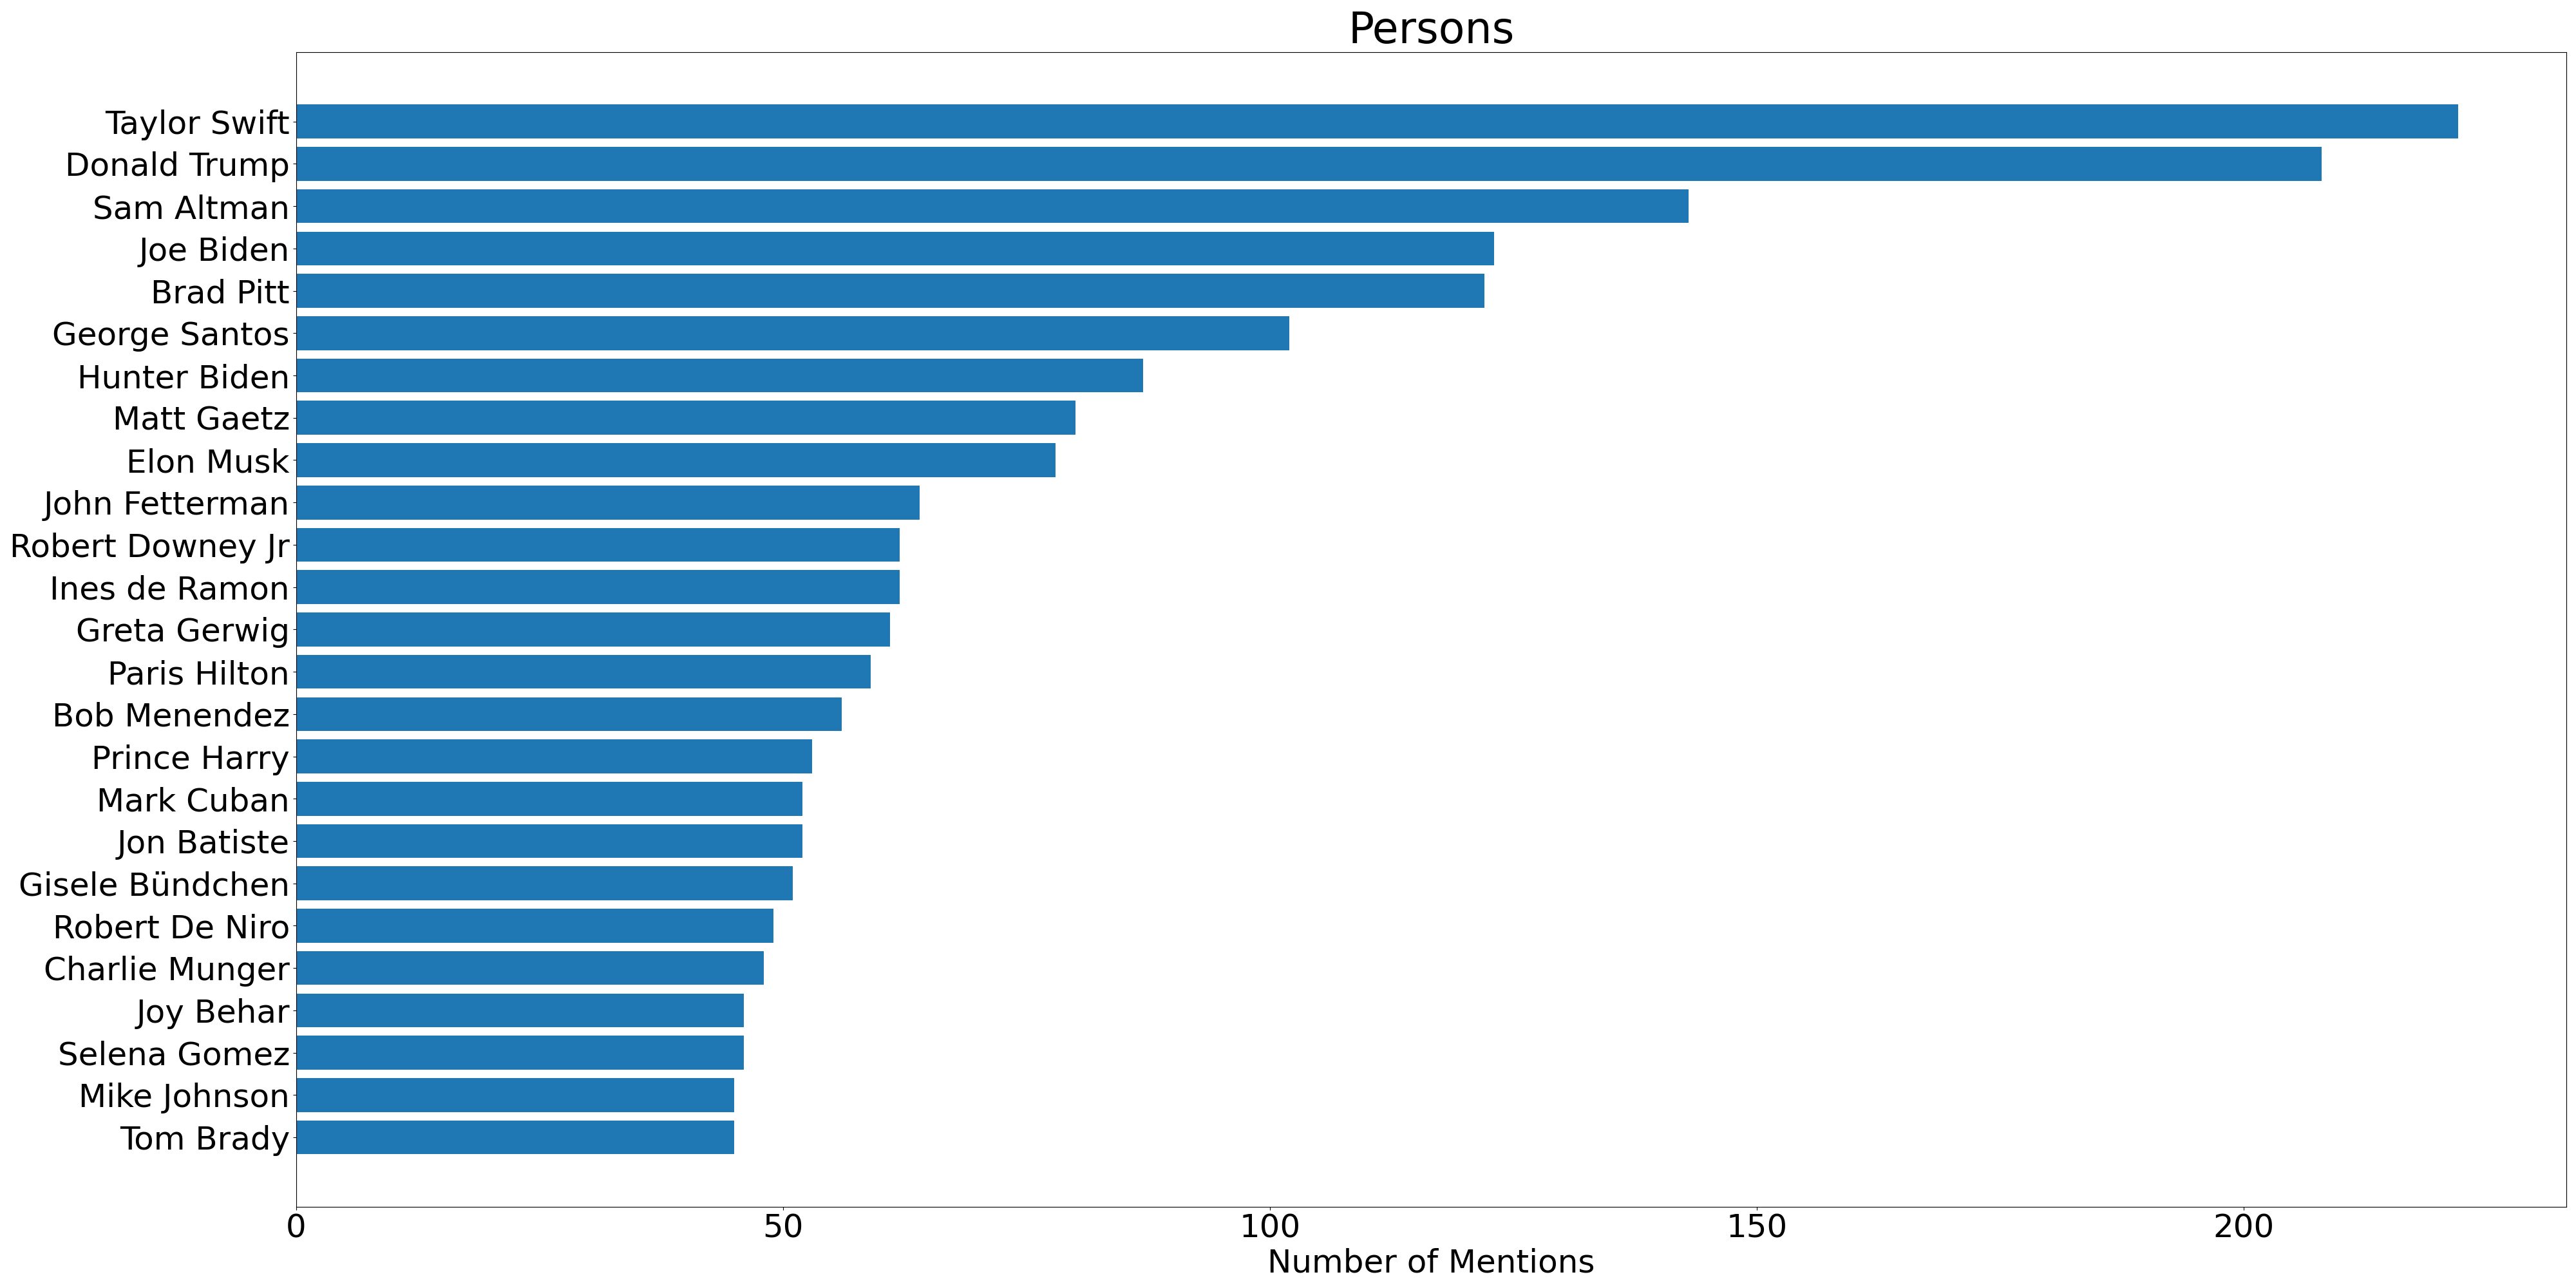 Persons
Taylor Swift
Donald Trump
Sam Altman
Joe Biden
Brad Pitt
George Santos
Hunter Biden
Matt Gaetz
Elon Musk
John Fetterman
Robert Downey Jr
Ines de Ramon
Greta Gerwig
Paris Hilton
Bob Menendez
Prince Harry
Mark Cuban
Jon Batiste
Gisele Bündchen
Robert De Niro
Charlie Munger
Joy Behar
Selena Gomez
Mike Johnson
Tom Brady
0 50 100 150 200
Number of Mentions